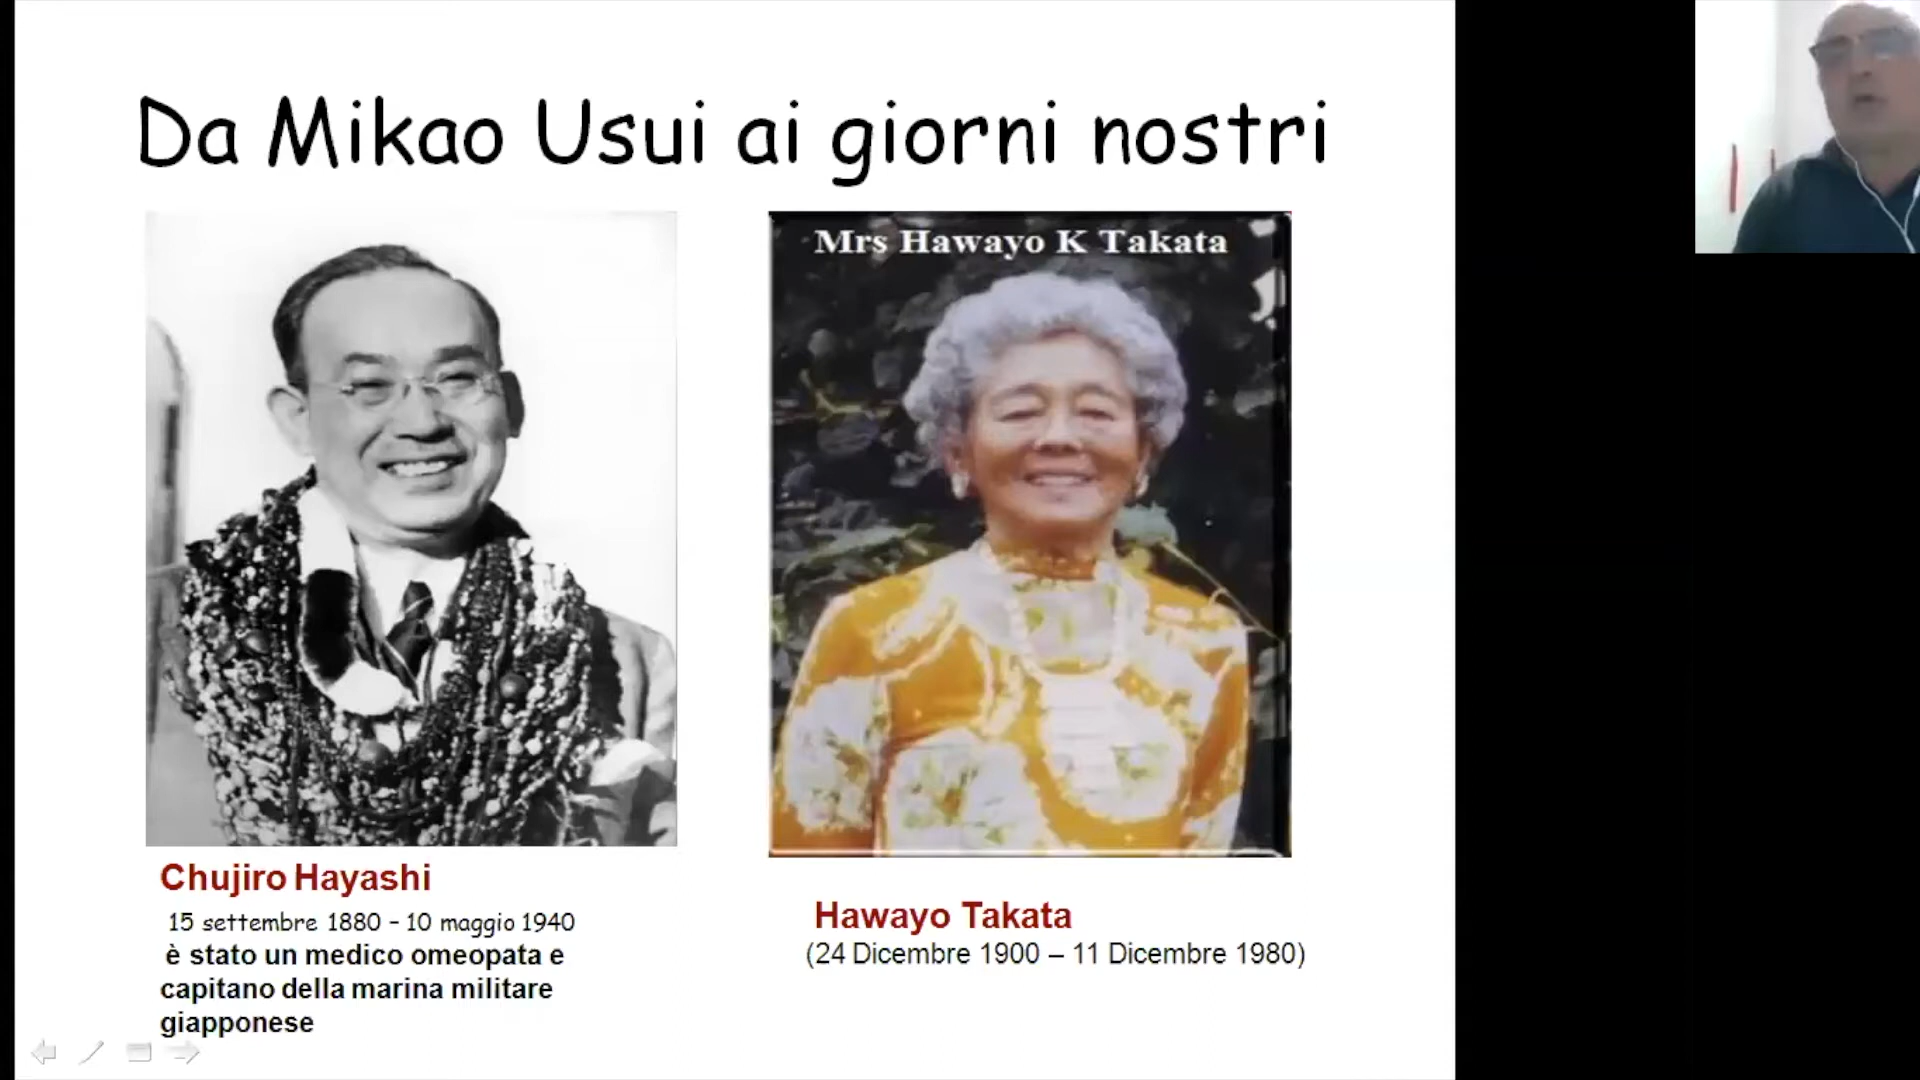 Da Mikao Usui ai giorni nostri
Mrs Hawayo K Takata
Chujiro Hayashi
15 settembre 1880 - 10 maggio 1940
è stato un medico omeopata e
capitano della marina militare
giapponese
Hawayo Takata
(24 Dicembre 1900 – 11 Dicembre 1980)